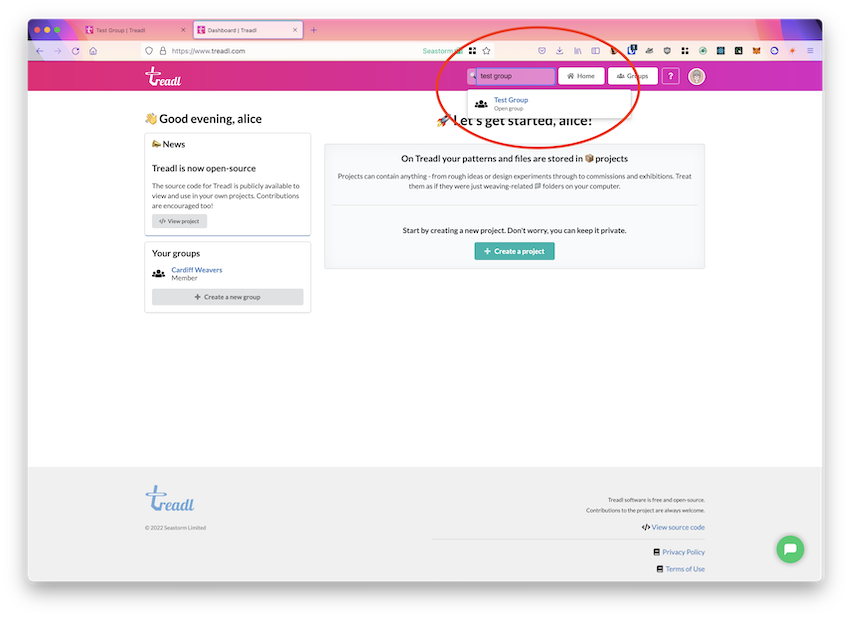 Test Group | Treadl
Dashboard | Treadl
https://www.treadl.com
Seastorm
treadl
test group
Home
Groups
?
Test Group
Open group
👋 Good evening, alice
🚀 Let's get started, alice!
News
Treadl is now open-source
The source code for Treadl is publicly available to
view and use in your own projects. Contributions
are encouraged too!
</> View project
On Treadl your patterns and files are stored in 📦 projects
Projects can contain anything - from rough ideas or design experiments through to commissions and exhibitions. Treat
them as if they were just weaving-related 🗐 folders on your computer.
Your groups
Cardiff Weavers
Member
+ Create a new group
Start by creating a new project. Don't worry, you can keep it private.
+ Create a project
treadl
© 2022 Seastorm Limited
Treadl software is free and open-source.
Contributions to the project are always welcome.
</> View source code
Privacy Policy
Terms of Use